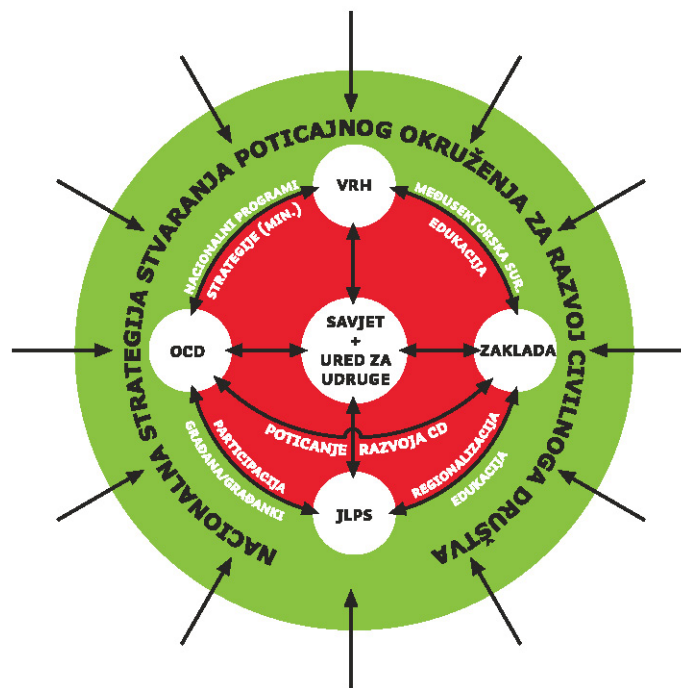 NACIONALNA STRATEGIJA STVARANJA POTICAJNOG OKRUŽENJA ZA RAZVOJ CIVILNOGA DRUŠTVA
VRH
NACIONALNI PROGRAMI
STRATEGIJE (MIN.)
MEĐUSEKTORSKA SUR.
EDUKACIJA
OCD
SAVJET
+
URED ZA
UDRUGE
ZAKLADA
POTICANJE RAZVOJA CD
PARTICIPACIJA
GRAĐANA/GRAĐANKI
REGIONALIZACIJA
EDUKACIJA
JLPS